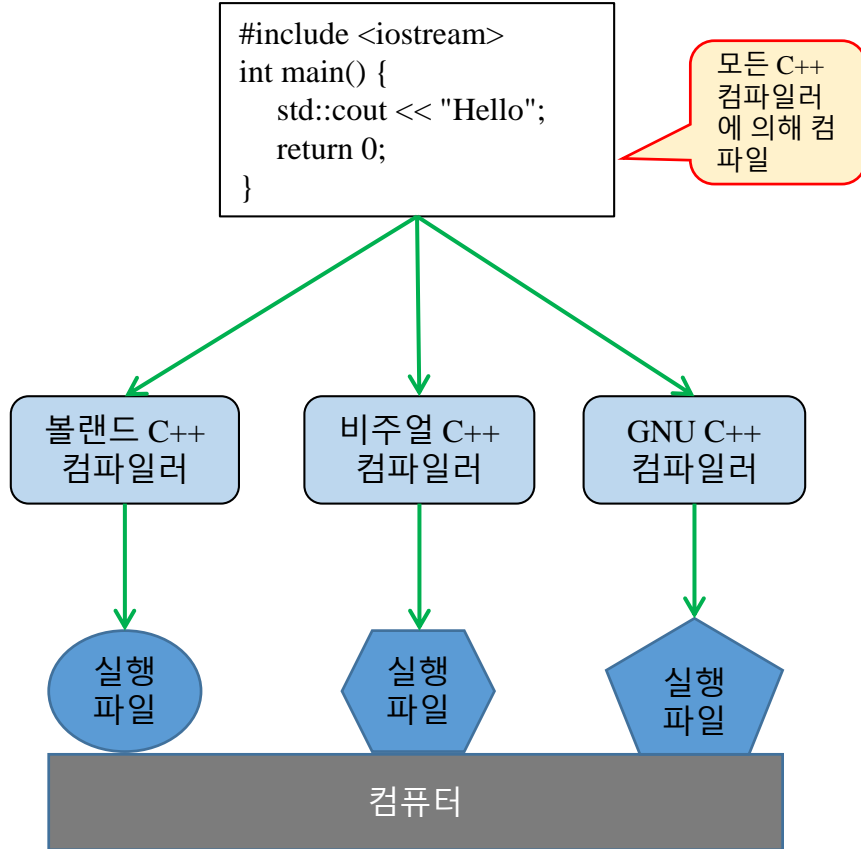 #include <iostream>
int main() {
std::cout << "Hello";
return 0;
}
모든 C++
컴파일러
에 의해 컴
파일
볼랜드 C++
컴파일러
비주얼 C++
컴파일러
GNU C++
컴파일러
실행
파일
실행
파일
실행
파일
컴퓨터